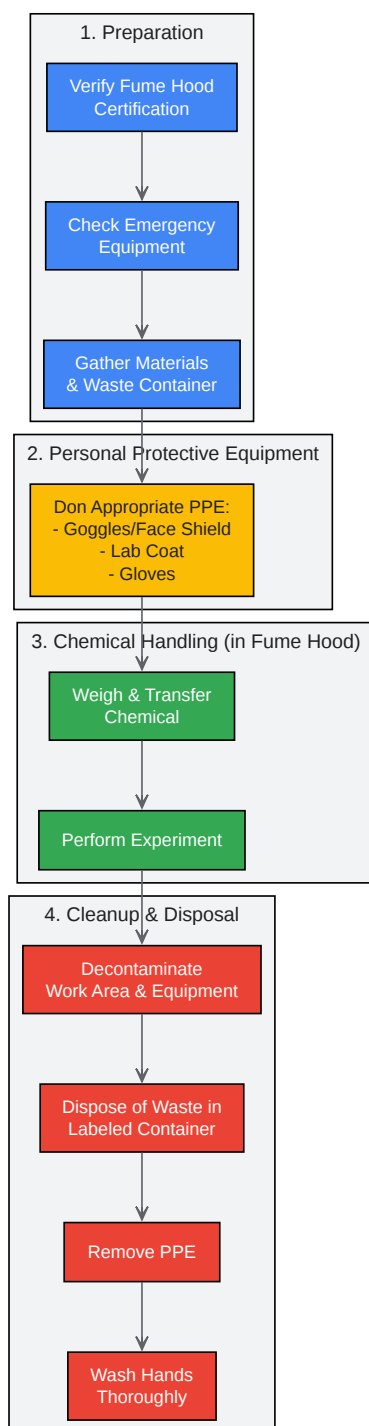 1. Preparation
Verify Fume Hood
Certification
Check Emergency
Equipment
Gather Materials
& Waste Container
2. Personal Protective Equipment
Don Appropriate PPE:
- Goggles/Face Shield
- Lab Coat
- Gloves
3. Chemical Handling (in Fume Hood)
Weigh & Transfer
Chemical
Perform Experiment
4. Cleanup & Disposal
Decontaminate
Work Area & Equipment
Dispose of Waste in
Labeled Container
Remove PPE
Wash Hands
Thoroughly